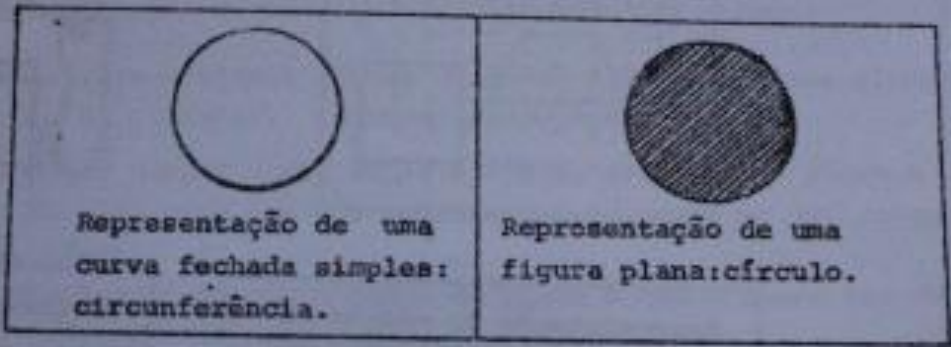 Representação de uma
curva fechada simples:
circunferência.
Representação de uma
figura plana:círculo.